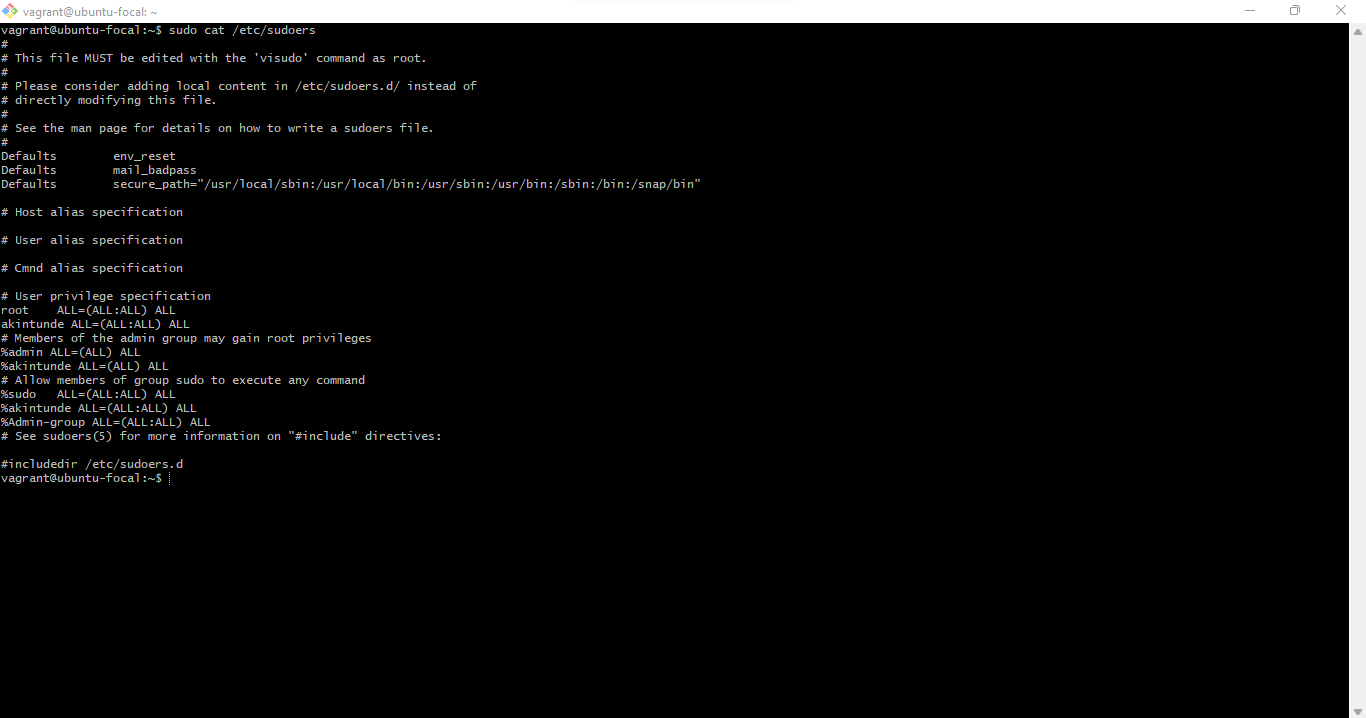 vagrant@ubuntu-focal: ~
vagrant@ubuntu-focal:~$ sudo cat /etc/sudoers
#
# This file MUST be edited with the 'visudo' command as root.
#
# Please consider adding local content in /etc/sudoers.d/ instead of
# directly modifying this file.
#
# See the man page for details on how to write a sudoers file.
#
Defaults        env_reset
Defaults        mail_badpass
Defaults        secure_path="/usr/local/sbin:/usr/local/bin:/usr/sbin:/usr/bin:/sbin:/bin:/snap/bin"

# Host alias specification

# User alias specification

# Cmnd alias specification

# User privilege specification
root    ALL=(ALL:ALL) ALL
akintunde ALL=(ALL:ALL) ALL
# Members of the admin group may gain root privileges
%admin ALL=(ALL) ALL
%akintunde ALL=(ALL) ALL
# Allow members of group sudo to execute any command
%sudo   ALL=(ALL:ALL) ALL
%akintunde ALL=(ALL:ALL) ALL
%Admin-group ALL=(ALL:ALL) ALL
# See sudoers(5) for more information on "#include" directives:

#includedir /etc/sudoers.d
vagrant@ubuntu-focal:~$